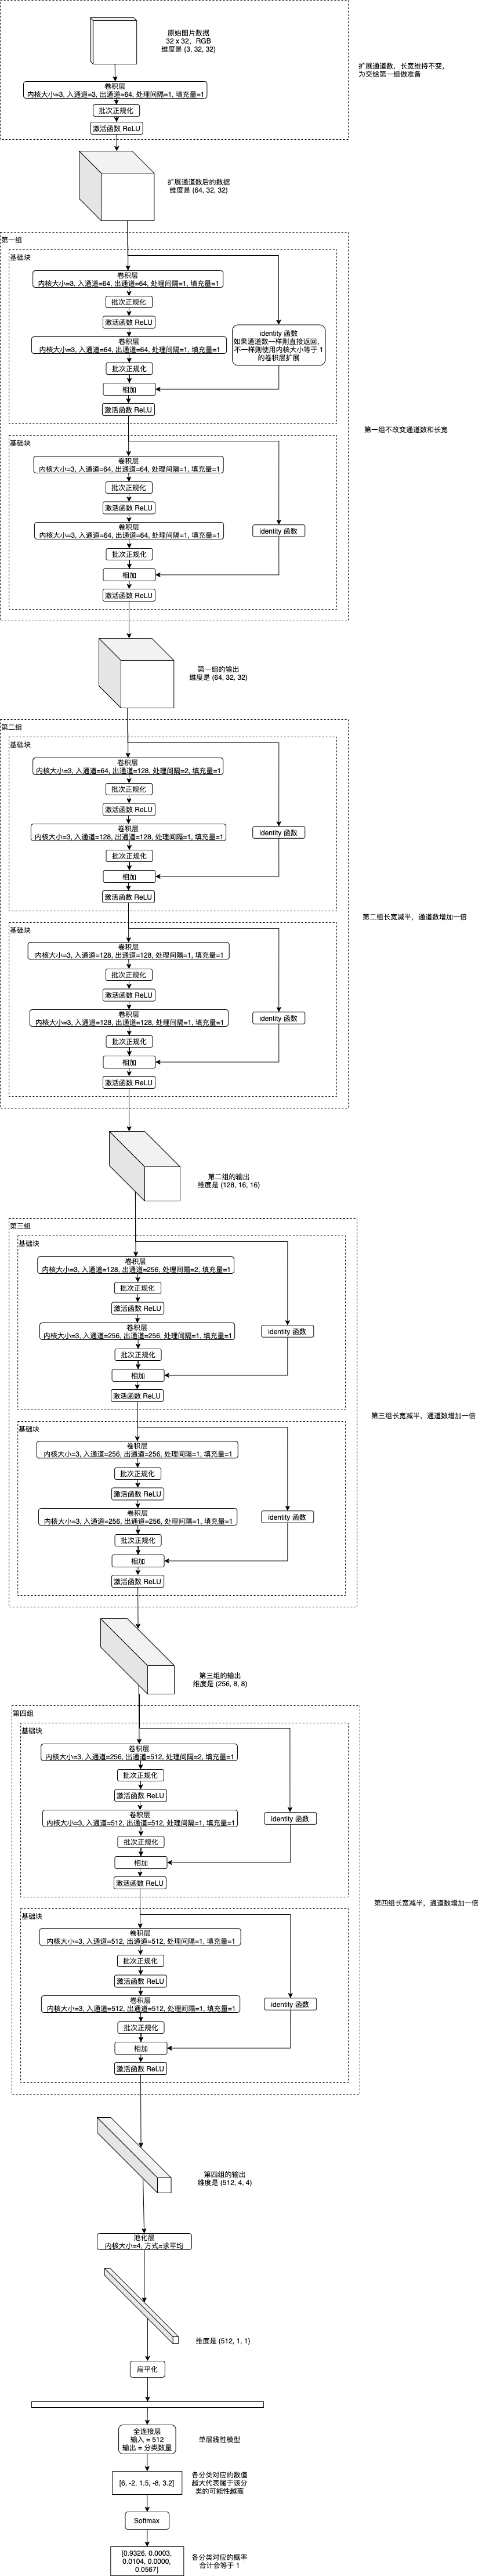 原始图片数据
32 x 32，RGB
维度是 (3, 32, 32)
卷积层
内核大小=3, 入通道=3, 出通道=64, 处理间隔=1, 填充量=1
批次正规化
激活函数 ReLU
扩展通道数，长宽维持不变，
为交给第一组做准备
扩展通道数后的数据
维度是 (64, 32, 32)
第一组
基础块
卷积层
内核大小=3, 入通道=64, 出通道=64, 处理间隔=1, 填充量=1
批次正规化
激活函数 ReLU
卷积层
内核大小=3, 入通道=64, 出通道=64, 处理间隔=1, 填充量=1
批次正规化
相加
激活函数 ReLU
identity 函数
如果通道数一样则直接返回，
不一样则使用内核大小等于 1
的卷积层扩展
第一组不改变通道数和长宽
基础块
卷积层
内核大小=3, 入通道=64, 出通道=64, 处理间隔=1, 填充量=1
批次正规化
激活函数 ReLU
卷积层
内核大小=3, 入通道=64, 出通道=64, 处理间隔=1, 填充量=1
批次正规化
相加
激活函数 ReLU
identity 函数
第一组的输出
维度是 (64, 32, 32)
第二组
基础块
卷积层
内核大小=3, 入通道=64, 出通道=128, 处理间隔=2, 填充量=1
批次正规化
激活函数 ReLU
卷积层
内核大小=3, 入通道=128, 出通道=128, 处理间隔=1, 填充量=1
批次正规化
相加
激活函数 ReLU
identity 函数
第二组长宽减半，通道数增加一倍
基础块
卷积层
内核大小=3, 入通道=128, 出通道=128, 处理间隔=1, 填充量=1
批次正规化
激活函数 ReLU
卷积层
内核大小=3, 入通道=128, 出通道=128, 处理间隔=1, 填充量=1
批次正规化
相加
激活函数 ReLU
identity 函数
第二组的输出
维度是 (128, 16, 16)
第三组
基础块
卷积层
内核大小=3, 入通道=128, 出通道=256, 处理间隔=2, 填充量=1
批次正规化
激活函数 ReLU
卷积层
内核大小=3, 入通道=256, 出通道=256, 处理间隔=1, 填充量=1
批次正规化
相加
激活函数 ReLU
identity 函数
第三组长宽减半，通道数增加一倍
基础块
卷积层
内核大小=3, 入通道=256, 出通道=256, 处理间隔=1, 填充量=1
批次正规化
激活函数 ReLU
卷积层
内核大小=3, 入通道=256, 出通道=256, 处理间隔=1, 填充量=1
批次正规化
相加
激活函数 ReLU
identity 函数
第三组的输出
维度是 (256, 8, 8)
第四组
基础块
卷积层
内核大小=3, 入通道=256, 出通道=512, 处理间隔=2, 填充量=1
批次正规化
激活函数 ReLU
卷积层
内核大小=3, 入通道=512, 出通道=512, 处理间隔=1, 填充量=1
批次正规化
相加
激活函数 ReLU
identity 函数
第四组长宽减半，通道数增加一倍
基础块
卷积层
内核大小=3, 入通道=512, 出通道=512, 处理间隔=1, 填充量=1
批次正规化
激活函数 ReLU
卷积层
内核大小=3, 入通道=512, 出通道=512, 处理间隔=1, 填充量=1
批次正规化
相加
激活函数 ReLU
identity 函数
第四组的输出
维度是 (512, 4, 4)
池化层
内核大小=4, 方式=求平均
维度是 (512, 1, 1)
扁平化
全连接层
输入 = 512
输出 = 分类数量
单层线性模型
[6, -2, 1.5, -8, 3.2]
各分类对应的数值
越大代表属于该分
类的可能性越高
Softmax
[0.9326, 0.0003,
0.0104, 0.0000,
0.0567]
各分类对应的概率
合计会等于 1